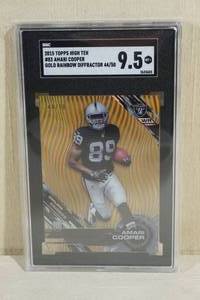 SGC
2015 TOPPS HIGH TEK
#83 AMARI COOPER
GOLD RAINBOW DIFFRACTOR 44/50
9.5
89
AMARI
COOPER